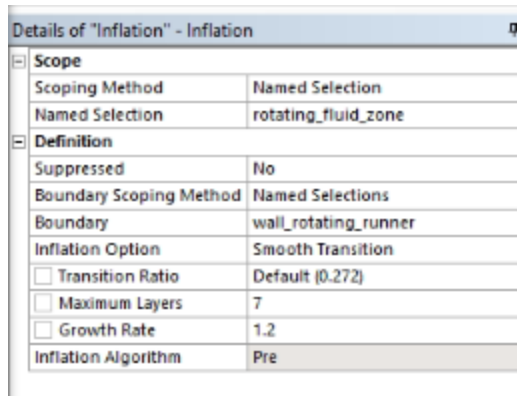 Details of "Inflation" - Inflation
Scope
Scoping Method Named Selection
Named Selection rotating_fluid_zone
Definition
Suppressed No
Boundary Scoping Method Named Selections
Boundary wall_rotating_runner
Inflation Option Smooth Transition
Transition Ratio Default (0.272)
Maximum Layers 7
Growth Rate 1.2
Inflation Algorithm Pre